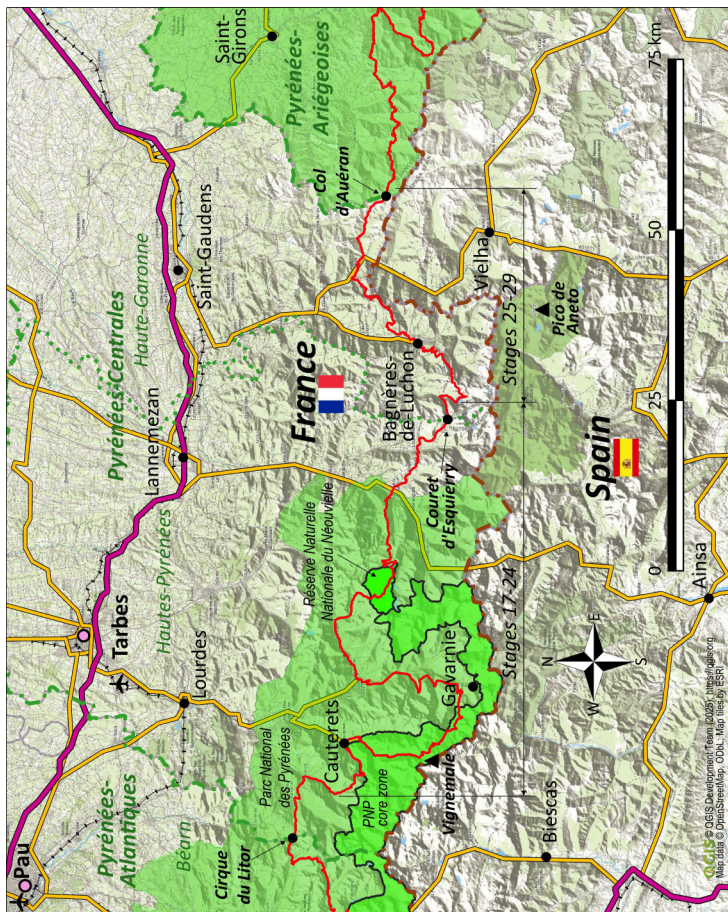 Pau
Pyrénées-
Atlantiques
Béarn
Tarbes
Lourdes
Hautes-Pyrénées
Lannemezan
Pyrénées-Centrales
Haute-Garonne
Saint-Gaudens
Saint-
Girons
Pyrénées-
Ariégeoises
Cirque
du Litor
Parc National
des Pyrénées
Cauterets
Réserve Naturelle
Nationale du Néouvielle
France
Col
d'Auéran
PNP
core zone
Bagnères-
de-Luchon
Couret
d'Esquierry
Vignemale
Gavarnie
Stages 17-24
Stages 25-29
Vielha
Pico de
Aneto
Biescas
N
W
E
S
Spain
Ainsa
0
25
50
75 km
QGIS © QGIS Development Team (2025), https://qgis.org
Map data © OpenStreetMap, ODbL; Map tiles by ESRI